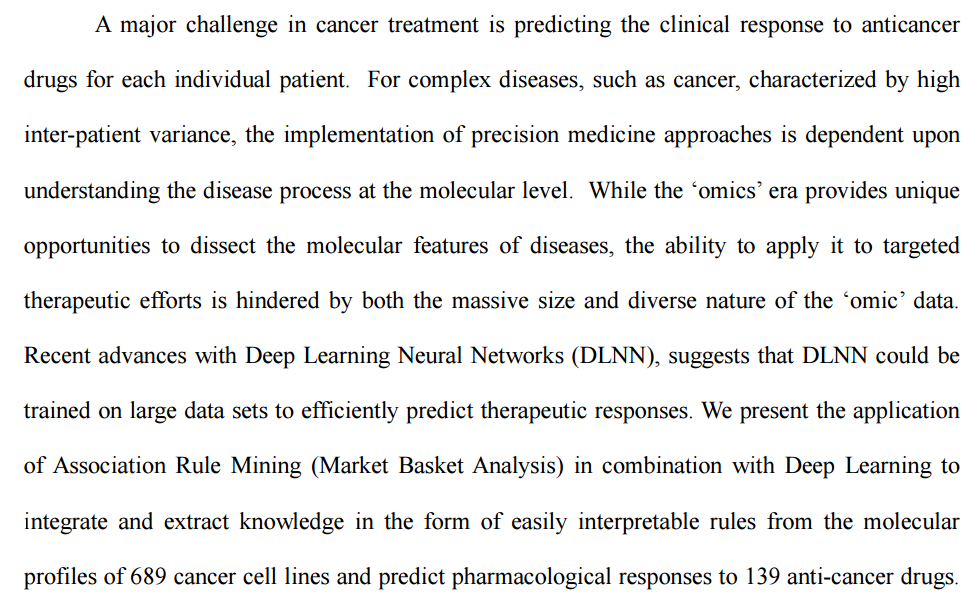 A major challenge in cancer treatment is predicting the clinical response to anticancer
drugs for each individual patient.  For complex diseases, such as cancer, characterized by high
inter-patient variance, the implementation of precision medicine approaches is dependent upon
understanding the disease process at the molecular level.  While the ‘omics’ era provides unique
opportunities to dissect the molecular features of diseases, the ability to apply it to targeted
therapeutic efforts is hindered by both the massive size and diverse nature of the ‘omic’ data.
Recent advances with Deep Learning Neural Networks (DLNN), suggests that DLNN could be
trained on large data sets to efficiently predict therapeutic responses. We present the application
of Association Rule Mining (Market Basket Analysis) in combination with Deep Learning to
integrate and extract knowledge in the form of easily interpretable rules from the molecular
profiles of 689 cancer cell lines and predict pharmacological responses to 139 anti-cancer drugs.